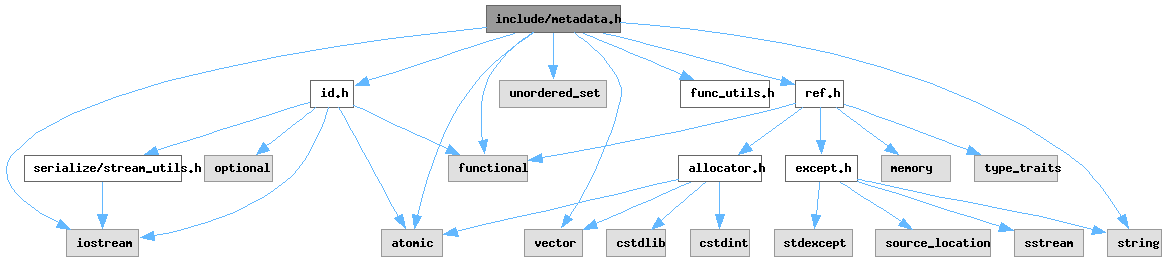 include/metadata.h
id.h
unordered_set
func_utils.h
ref.h
serialize/stream_utils.h
optional
functional
allocator.h
except.h
memory
type_traits
iostream
atomic
vector
cstdlib
cstdint
stdexcept
source_location
sstream
string